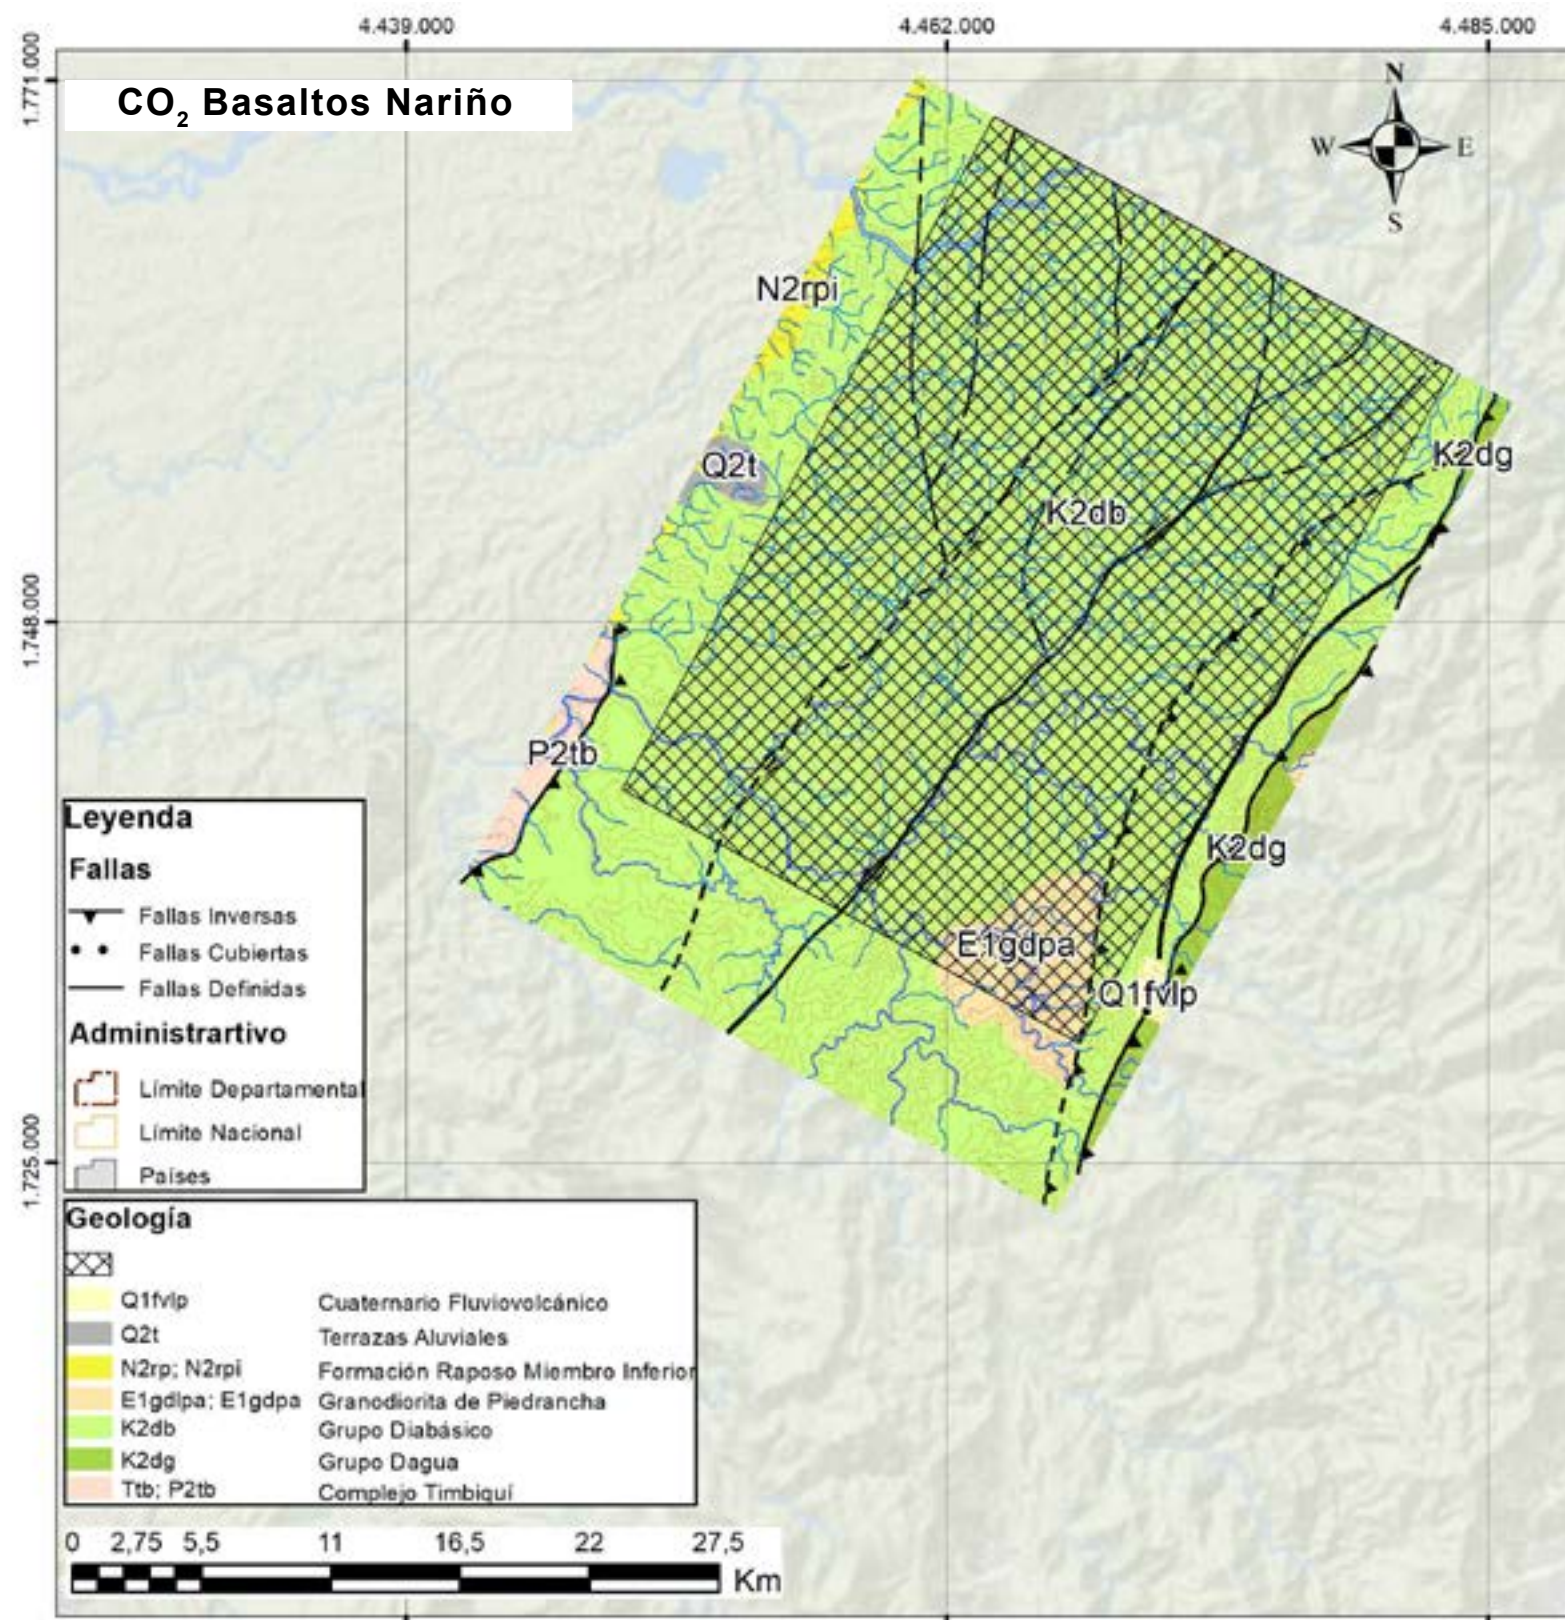 4.439.000 4.462.000 4.485.000
1.771.000
CO2 Basaltos Nariño
N
W E
S
N2rpi
Q2t
K2dg
K2db
1.748.000
P2tb
K2dg
E1gdpa
Q1fvlp
1.725.000
Leyenda
Fallas
Fallas Inversas
Fallas Cubiertas
Fallas Definidas
Administrartivo
Límite Departamental
Límite Nacional
Países
Geología
Q1fvlp Cuaternario Fluviovolcánico
Q2t Terrazas Aluviales
N2rp; N2rpi Formación Raposo Miembro Inferior
E1gdlpa; E1gdpa Granodiorita de Piedrancha
K2db Grupo Diabásico
K2dg Grupo Dagua
Ttb; P2tb Complejo Timbiquí
0 2,75 5,5 11 16,5 22 27,5
Km